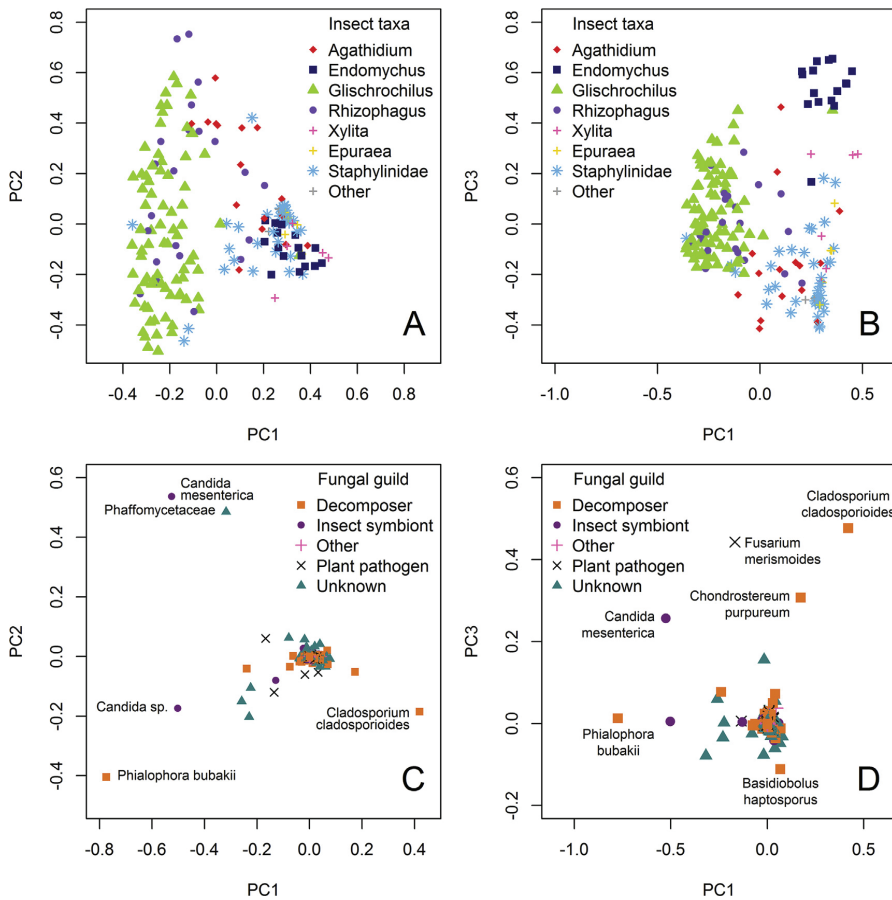 Insect taxa
Agathidium
Endomychus
Glischrochilus
Rhizophagus
Xylita
Epuraea
Staphylinidae
Other
0.8
0.6
0.4
0.2
0.0
-0.2
-0.4
PC2
-0.4
-0.2
0.0
0.2
0.4
0.6
0.8
PC1
A
Insect taxa
Agathidium
Endomychus
Glischrochilus
Rhizophagus
Xylita
Epuraea
Staphylinidae
Other
0.8
0.6
0.4
0.2
0.0
-0.2
-0.4
PC3
-1.0
-0.5
0.0
0.5
PC1
B
Fungal guild
Decomposer
Insect symbiont
Other
Plant pathogen
Unknown
Candida
mesenterica
Phaffomycetaceae
Candida sp.
Cladosporium
cladosporioides
Phialophora bubakii
0.6
0.4
0.2
0.0
-0.2
-0.4
PC2
-0.8
-0.6
-0.4
-0.2
0.0
0.2
0.4
PC1
C
Fungal guild
Decomposer
Insect symbiont
Other
Plant pathogen
Unknown
Cladosporium
cladosporioides
Fusarium
merismoides
Chondrostereum
purpureum
Candida
mesenterica
Phialophora
bubakii
Basidiobolus
haptosporus
0.6
0.4
0.2
0.0
-0.2
PC3
-1.0
-0.5
0.0
0.5
PC1
D